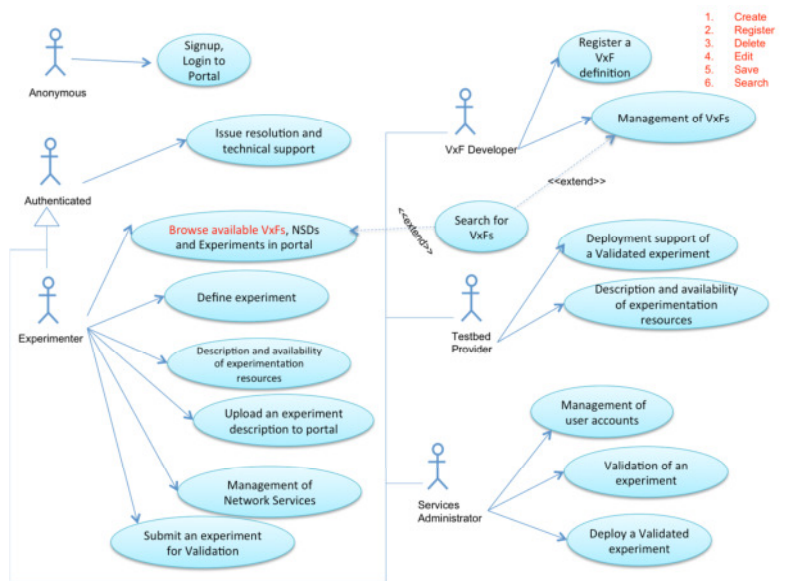 Signup,
Login to
Portal
Anonymous
Issue resolution and
technical support
Authenticated
Browse available VxFs, NSDs
and Experiments in portal
Define experiment
Experimenter
Description and availability
of experimentation
resources
Upload an experiment
description to portal
Management of
Network Services
Submit an experiment
for Validation
1. Create
2. Register
3. Delete
4. Edit
5. Save
6. Search
Register a
VxF
definition
Management of VxFs
VxF Developer
<<extend>>
<<extend>>
Search for
VxFs
Deployment support of
a Validated experiment
Description and availability
of experimentation
resources
Testbed
Provider
Management of
user accounts
Validation of an
experiment
Services
Administrator
Deploy a Validated
experiment